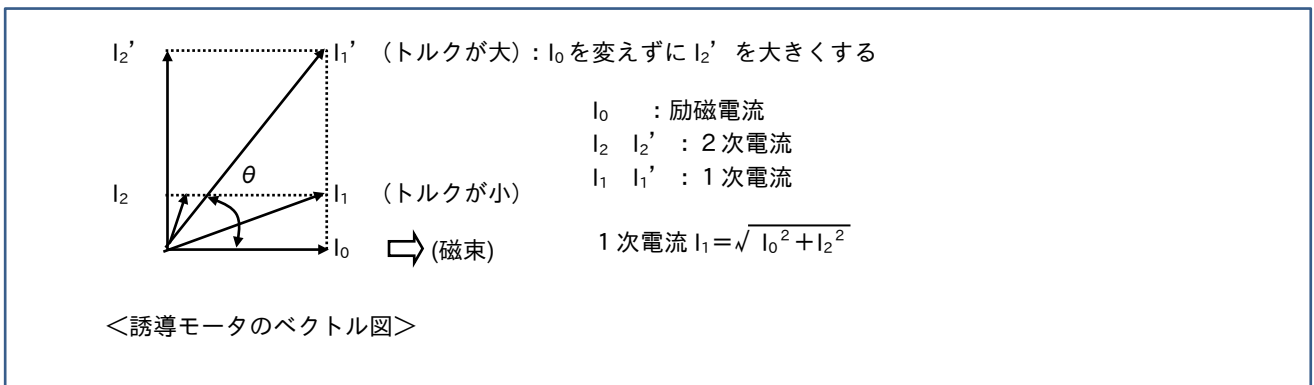 I₂’ I₁’ （トルクが大）：I₀を変えずに I₂’ を大きくする
I₀ ：励磁電流
I₂ I₂’ ：２次電流
I₁ I₁’ ：１次電流
θ
I₂ I₁ （トルクが小）
I₀ (磁束)
１次電流 I₁＝√ I₀²＋I₂²
＜誘導モータのベクトル図＞